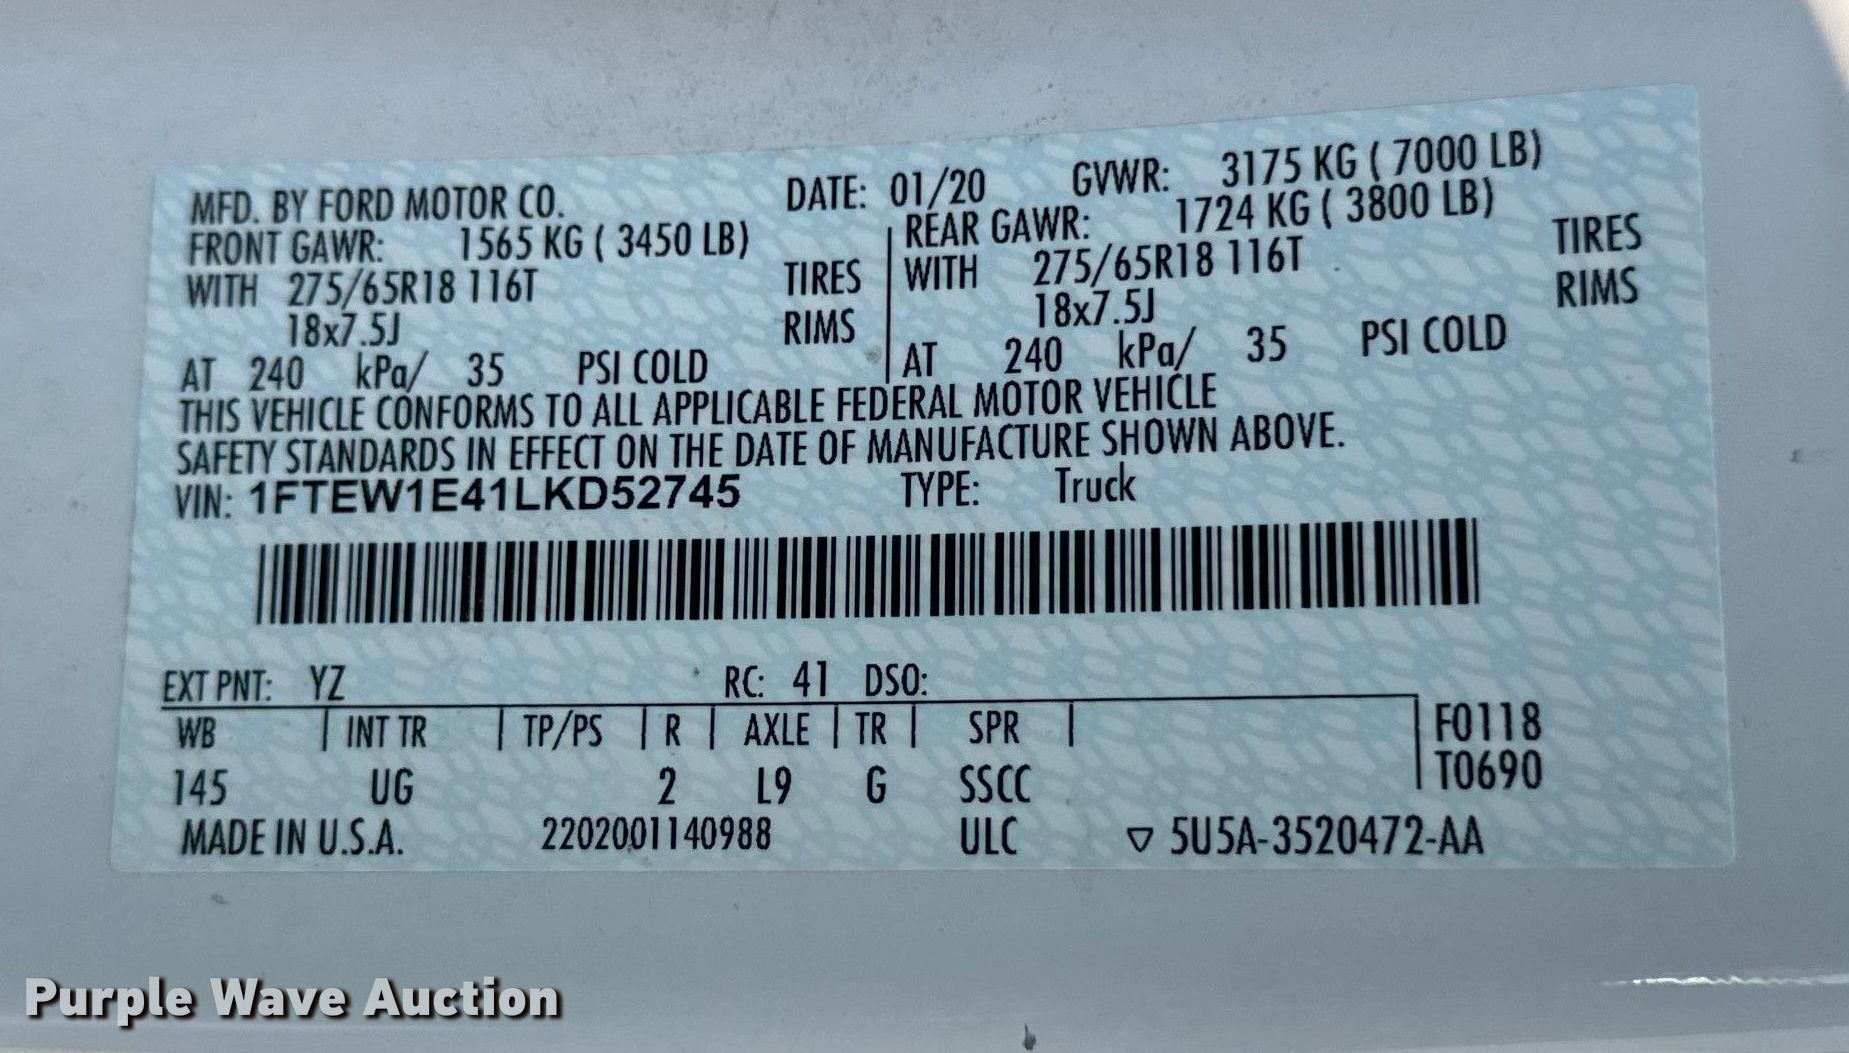 MFD. BY FORD MOTOR CO. DATE: 01/20 GVWR: 3175 KG ( 7000 LB)
FRONT GAWR: 1565 KG ( 3450 LB) REAR GAWR: 1724 KG ( 3800 LB)
WITH 275/65R18 116T TIRES WITH 275/65R18 116T TIRES
18x7.5J RIMS 18x7.5J RIMS
AT 240 kPa/ 35 PSI COLD AT 240 kPa/ 35 PSI COLD
THIS VEHICLE CONFORMS TO ALL APPLICABLE FEDERAL MOTOR VEHICLE
SAFETY STANDARDS IN EFFECT ON THE DATE OF MANUFACTURE SHOWN ABOVE.
VIN: 1FTEW1E41LKD52745 TYPE: Truck
EXT PNT: YZ RC: 41 DSO:
WB INT TR TP/PS R AXLE TR SPR F0118
145 UG 2 L9 G SSCC T0690
MADE IN U.S.A. 2202001140988 ULC ▽ 5U5A-3520472-AA
Purple Wave Auction